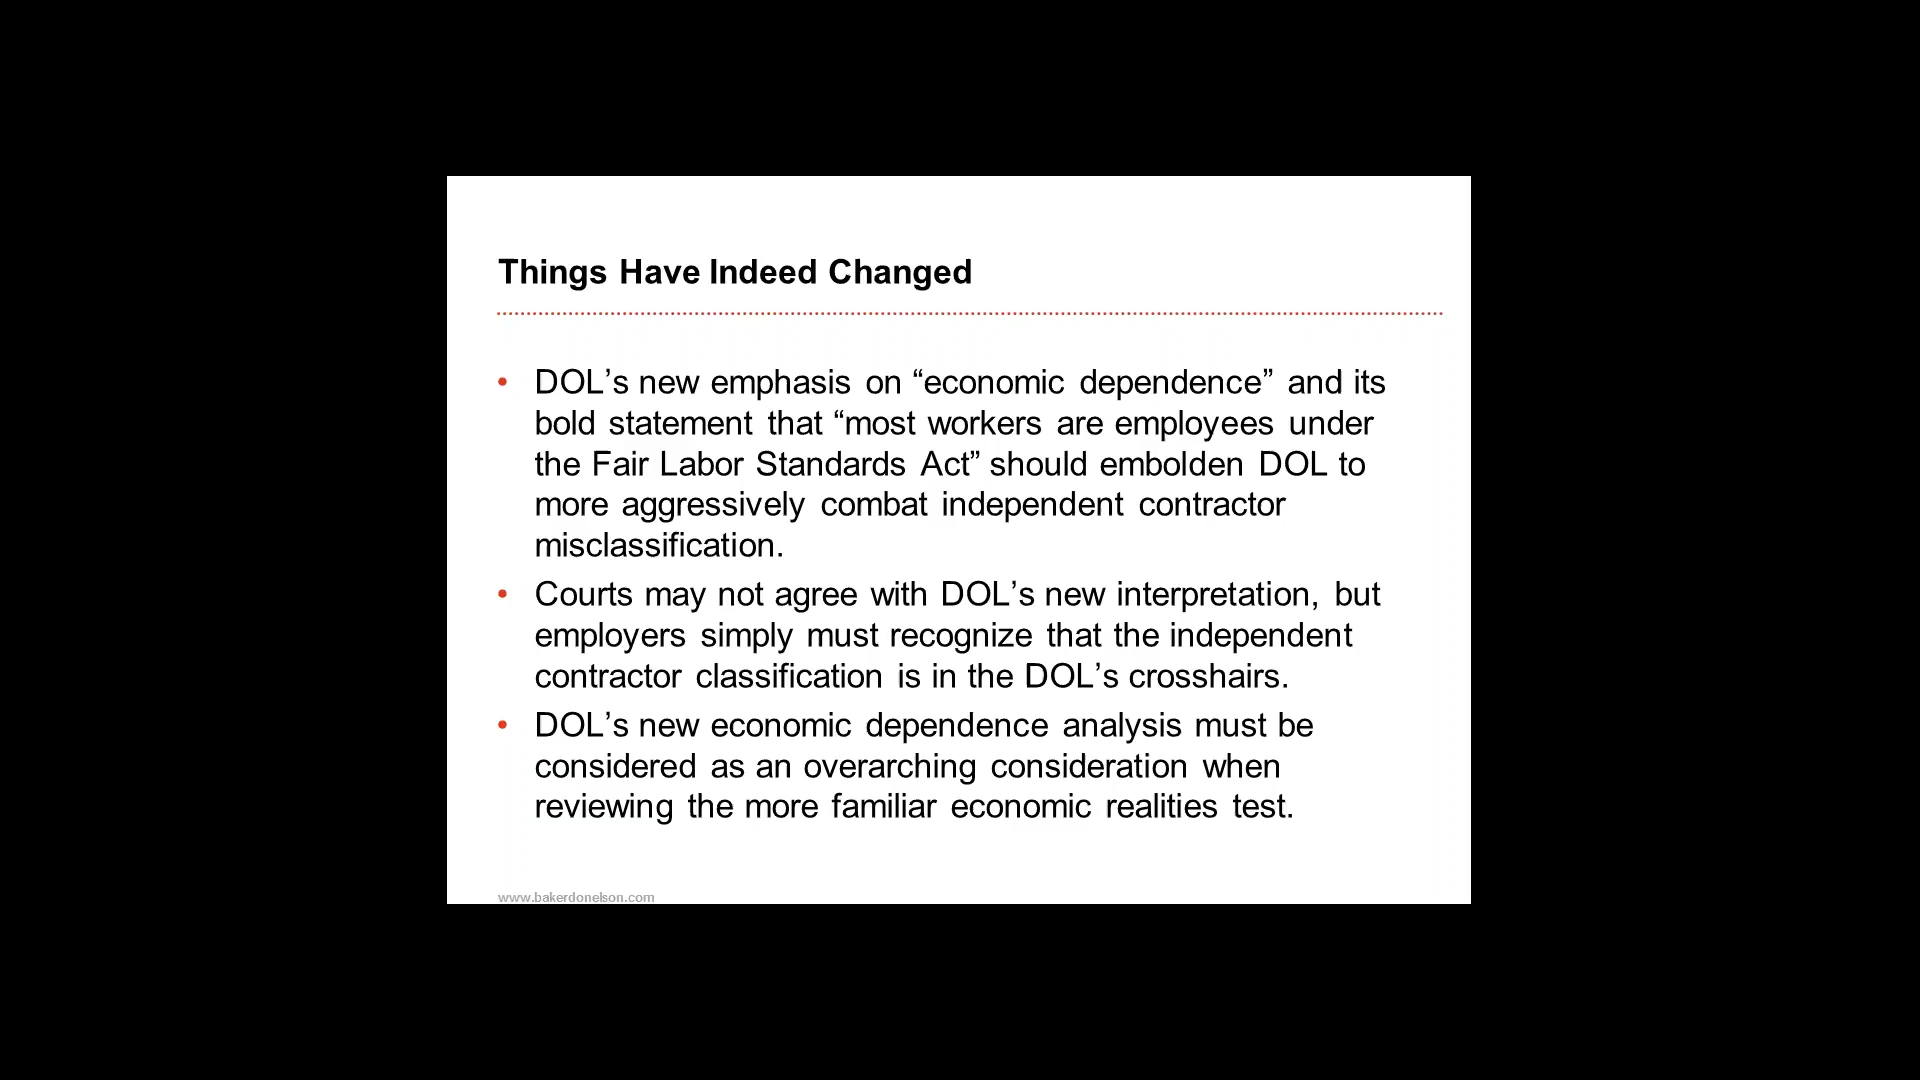 Things Have Indeed Changed
• DOL’s new emphasis on “economic dependence” and its
bold statement that “most workers are employees under
the Fair Labor Standards Act” should embolden DOL to
more aggressively combat independent contractor
misclassification.
• Courts may not agree with DOL’s new interpretation, but
employers simply must recognize that the independent
contractor classification is in the DOL’s crosshairs.
• DOL’s new economic dependence analysis must be
considered as an overarching consideration when
reviewing the more familiar economic realities test.
www.bakerdonelson.com